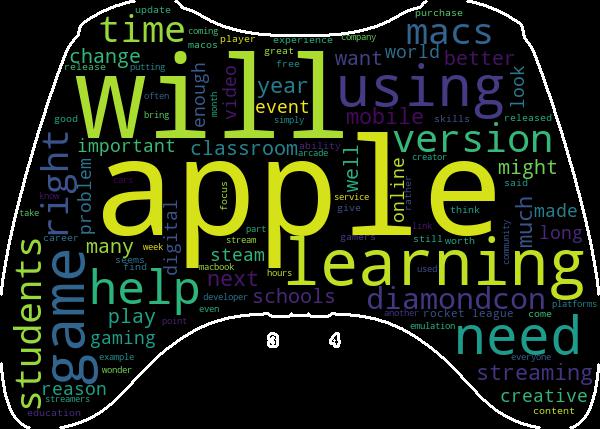 update
purchase
time
coming
player
experience
company
macs
macos
great
change
world
better
want
release
putting
free
will
using
look
enough
video
year
often
month
event
mobile
good
bring
simply
skills
released
important
classroom
ability
version
arcade
creator
right
problem
well
online
might
apple
said
know
cars
focus
service
rather
take
give
think
much
made
career
digital
part
link
many
week
stream
gamers
still
worth
community
long
seems
find
steam
learning
students
game
macbook
hours
used
help
next
schools
diamondcon
platforms
developer
even
another
rocket league
come
play
point
emulation
need
gaming
3
4
example
everyone
wonder
streaming
reason
streamers
creative
education
content